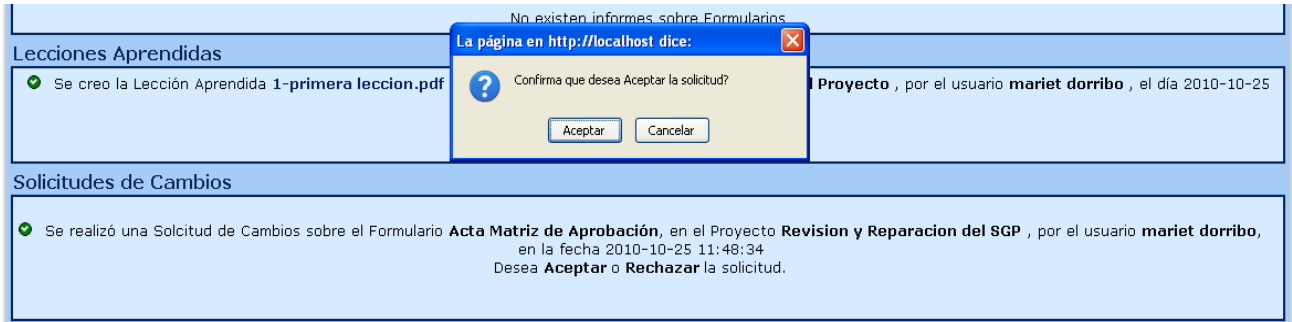 No existen informes sobre Formularios
La página en http://localhost dice:
Lecciones Aprendidas
Confirma que desea Aceptar la solicitud?
Se creo la Lección Aprendida 1-primera leccion.pdf l Proyecto , por el usuario mariet dorribo , el día 2010-10-25
Aceptar Cancelar
Solicitudes de Cambios
Se realizó una Solcitud de Cambios sobre el Formulario Acta Matriz de Aprobación, en el Proyecto Revision y Reparacion del SGP , por el usuario mariet dorribo,
en la fecha 2010-10-25 11:48:34
Desea Aceptar o Rechazar la solicitud.